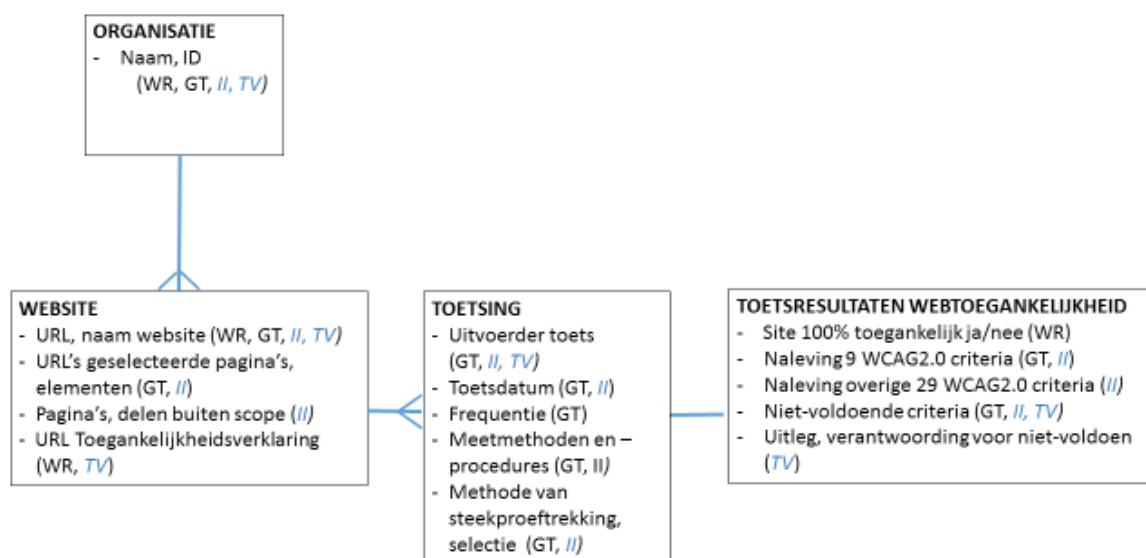 ORGANISATIE
- Naam, ID
(WR, GT, II, TV)
WEBSITE
- URL, naam website (WR, GT, II, TV)
- URL's geselecteerde pagina's,
elementen (GT, II)
- Pagina's, delen buiten scope (II)
- URL Toegankelijkheidsverklaring
(WR, TV)
TOETSING
- Uitvoerder toets
(GT, II, TV)
- Toetsdatum (GT, II)
- Frequentie (GT)
- Meetmethoden en –
procedures (GT, II)
- Methode van
steekproeftrekking,
selectie (GT, II)
TOETSRESULTATEN WEBTOEGANKELIJKHEID
- Site 100% toegankelijk ja/nee (WR)
- Naleving 9 WCAG2.0 criteria (GT, II)
- Naleving overige 29 WCAG2.0 criteria (II)
- Niet-voldoende criteria (GT, II, TV)
- Uitleg, verantwoording voor niet-voldoen
(TV)